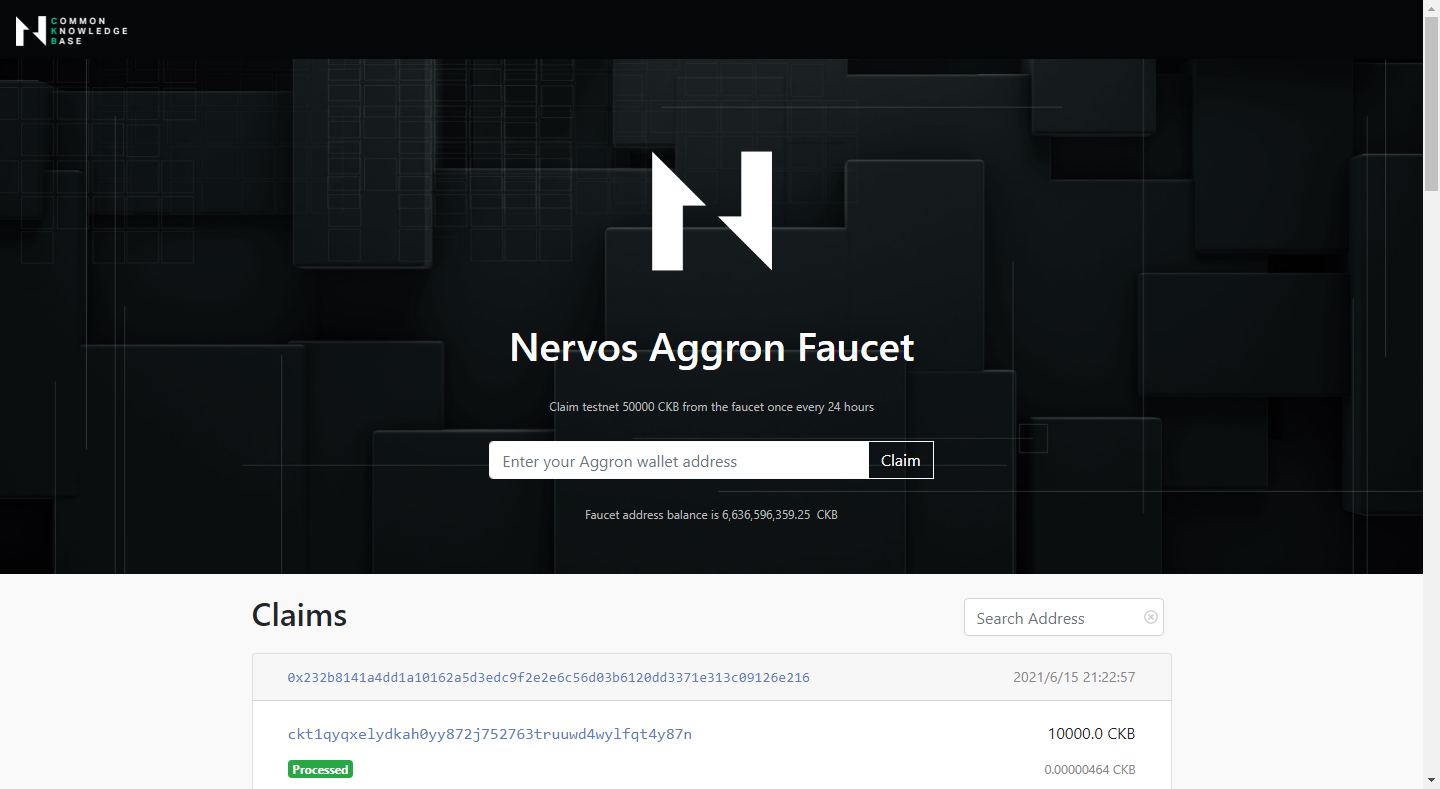 COMMON
KNOWLEDGE
BASE
Nervos Aggron Faucet
Claim testnet 50000 CKB from the faucet once every 24 hours
Enter your Aggron wallet address
Claim
Faucet address balance is 6,636,596,359.25 CKB
Claims
Search Address
0x232b8141a4dd1a10162a5d3edc9f2e2e6c56d03b6120dd3371e313c09126e216
2021/6/15 21:22:57
ckt1qyqxelydkah0yy872j752763truuwd4wylfqt4y87n
10000.0 CKB
Processed
0.00000464 CKB